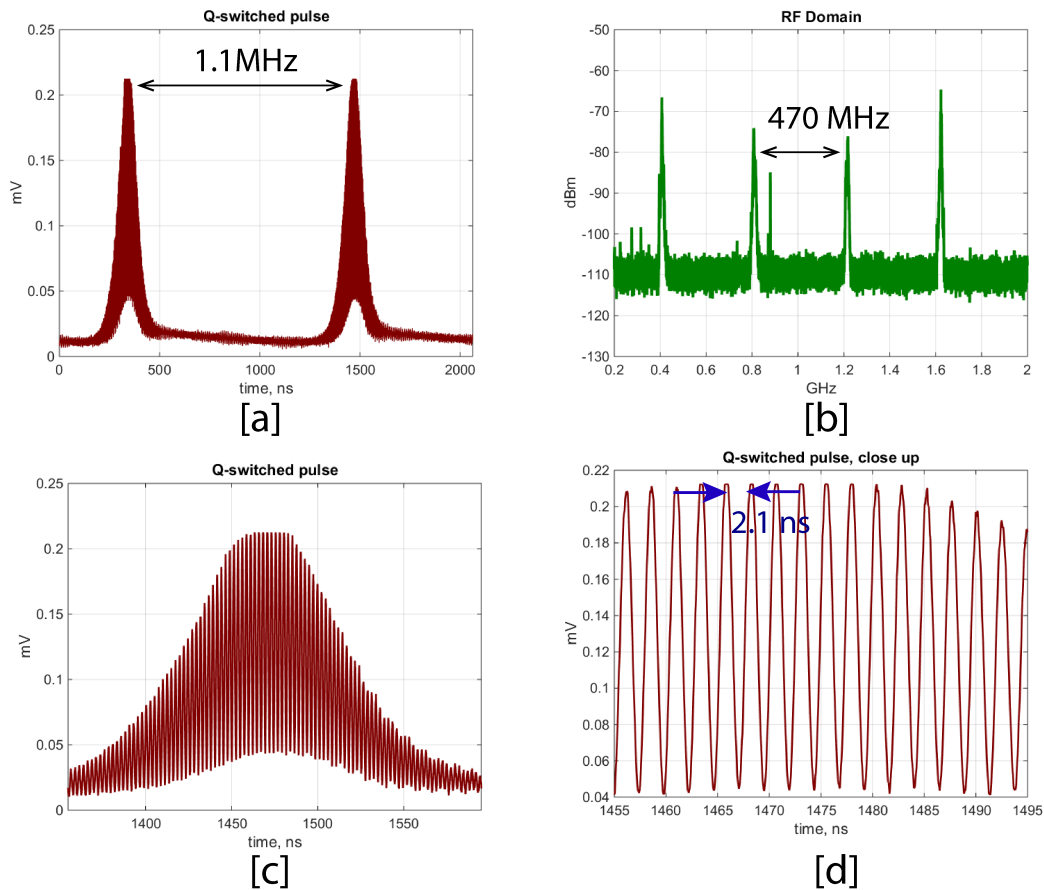 Q-switched pulse
1.1MHz
mV
0.25
0.2
0.15
0.1
0.05
0
0 500 1000 1500 2000
time, ns
[a]
RF Domain
470 MHz
dBm
-50
-60
-70
-80
-90
-100
-110
-120
-130
0.2 0.4 0.6 0.8 1 1.2 1.4 1.6 1.8 2
GHz
[b]
Q-switched pulse
mV
0.25
0.2
0.15
0.1
0.05
0
1400 1450 1500 1550
time, ns
[c]
Q-switched pulse, close up
2.1 ns
mV
0.22
0.2
0.18
0.16
0.14
0.12
0.1
0.08
0.06
0.04
1455 1460 1465 1470 1475 1480 1485 1490 1495
time, ns
[d]